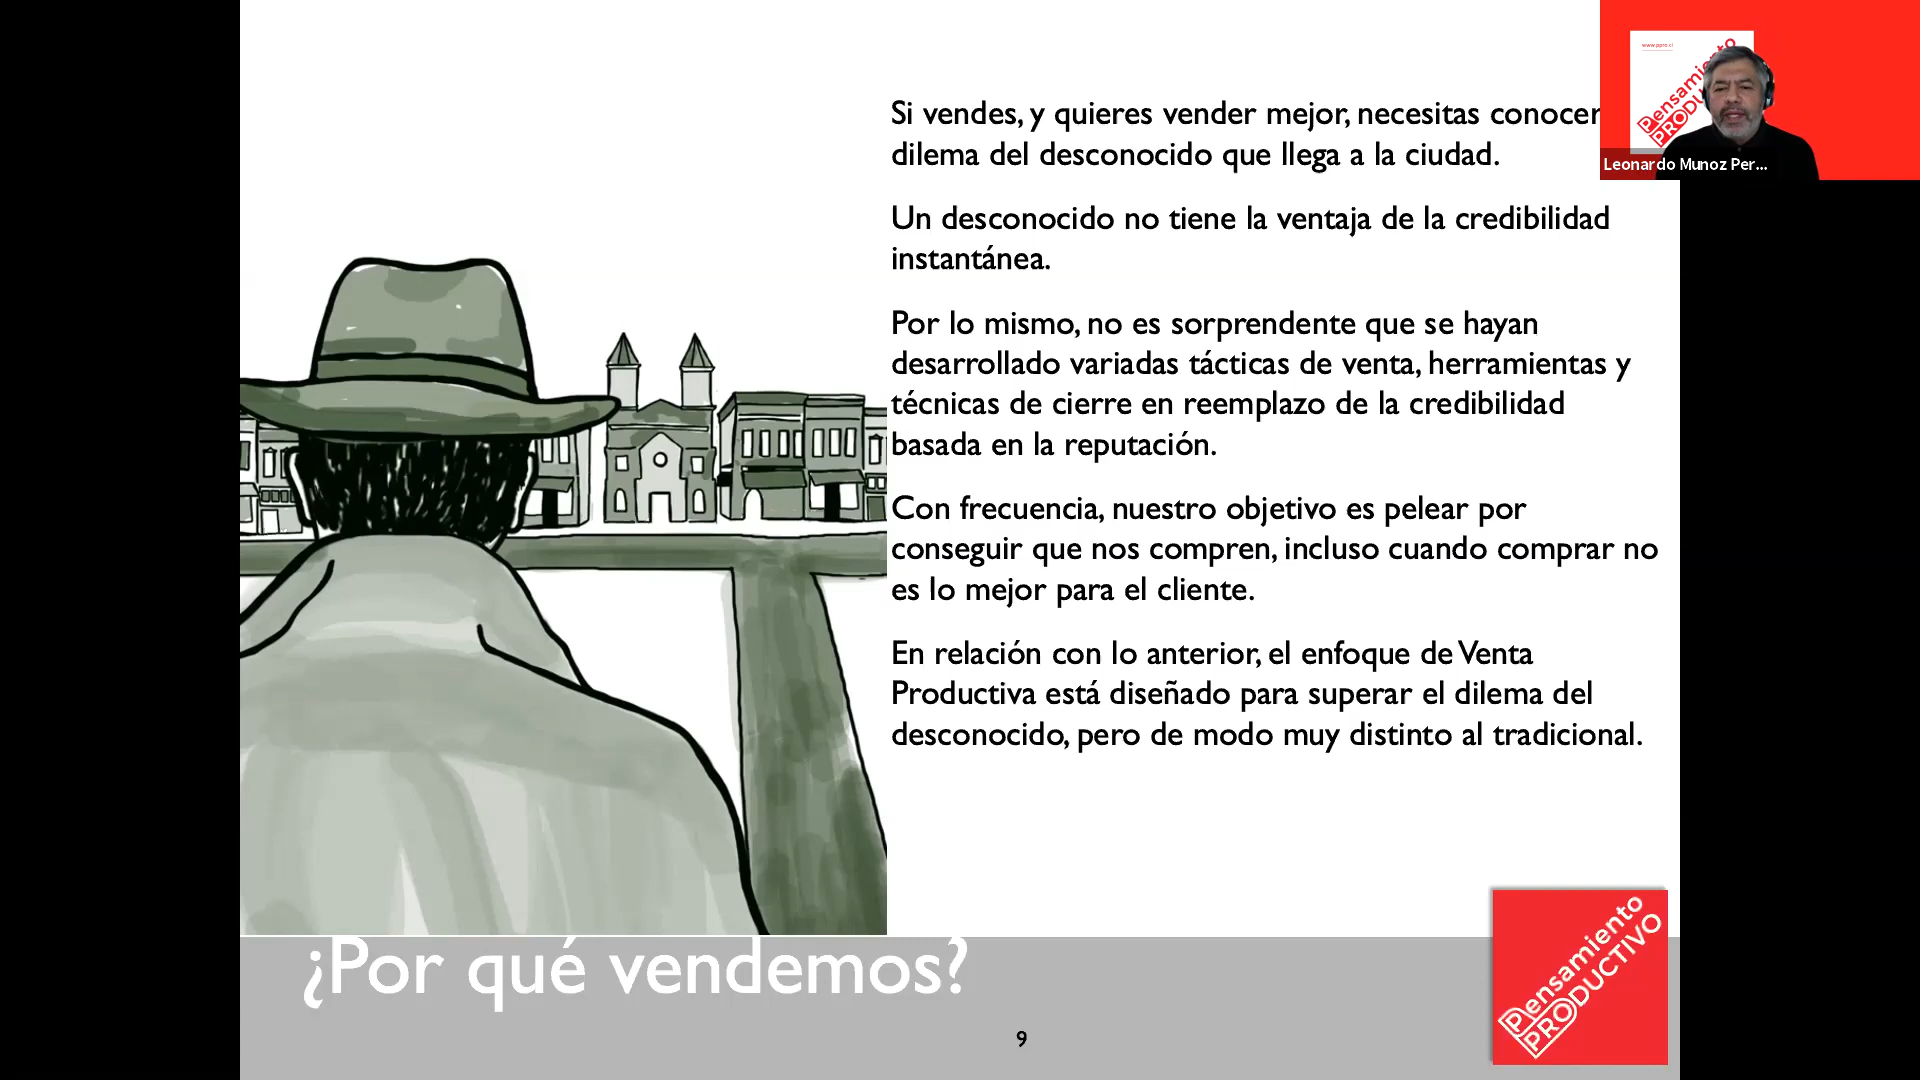 Si vendes, y quieres vender mejor, necesitas conocer
dilema del desconocido que llega a la ciudad.
Un desconocido no tiene la ventaja de la credibilidad
instantánea.
Por lo mismo, no es sorprendente que se hayan
desarrollado variadas tácticas de venta, herramientas y
técnicas de cierre en reemplazo de la credibilidad
basada en la reputación.
Con frecuencia, nuestro objetivo es pelear por
conseguir que nos compren, incluso cuando comprar no
es lo mejor para el cliente.
En relación con lo anterior, el enfoque de Venta
Productiva está diseñado para superar el dilema del
desconocido, pero de modo muy distinto al tradicional.
www.ppro.cl
Leonardo Munoz Per...
¿Por qué vendemos?
9
Pensamiento
PRODUCTIVO